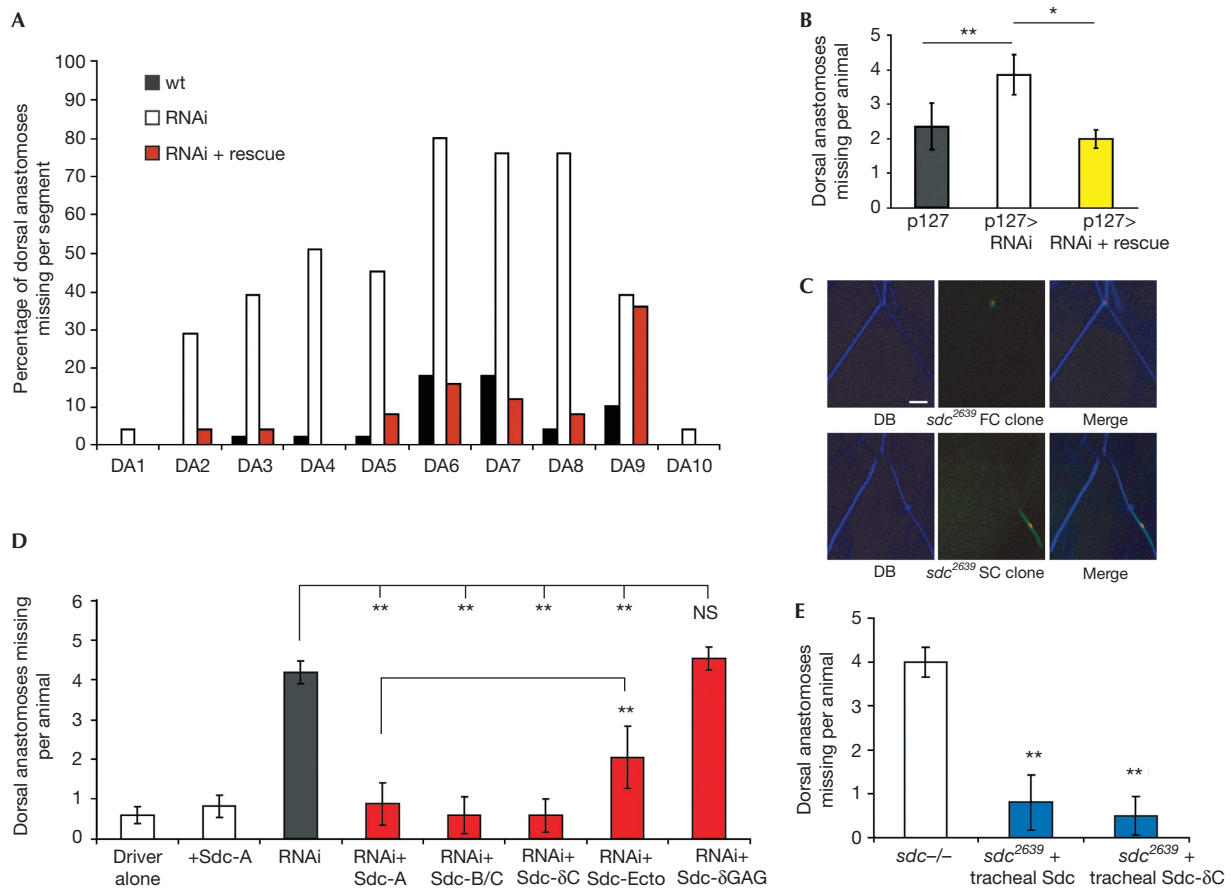 A
Percentage of dorsal anastomoses
missing per segment
100
90
80
70
60
50
40
30
20
10
0
wt
RNAi
RNAi + rescue
DA1 DA2 DA3 DA4 DA5 DA6 DA7 DA8 DA9 DA10
B
Dorsal anastomoses
missing per animal
5
4
3
2
1
0
**
*
p127 p127> p127>
RNAi RNAi + rescue
C
DB sdc2639 FC clone Merge
DB sdc2639 SC clone Merge
D
Dorsal anastomoses missing
per animal
6
5
4
3
2
1
0
** ** ** ** NS
**
Driver +Sdc-A RNAi RNAi+ RNAi+ RNAi+ RNAi+ RNAi+
alone Sdc-A Sdc-B/C Sdc-δC Sdc-Ecto Sdc-δGAG
E
Dorsal anastomoses
missing per animal
5
4
3
2
1
0
** **
sdc–/– sdc2639 + sdc2639 +
tracheal Sdc tracheal Sdc-δC